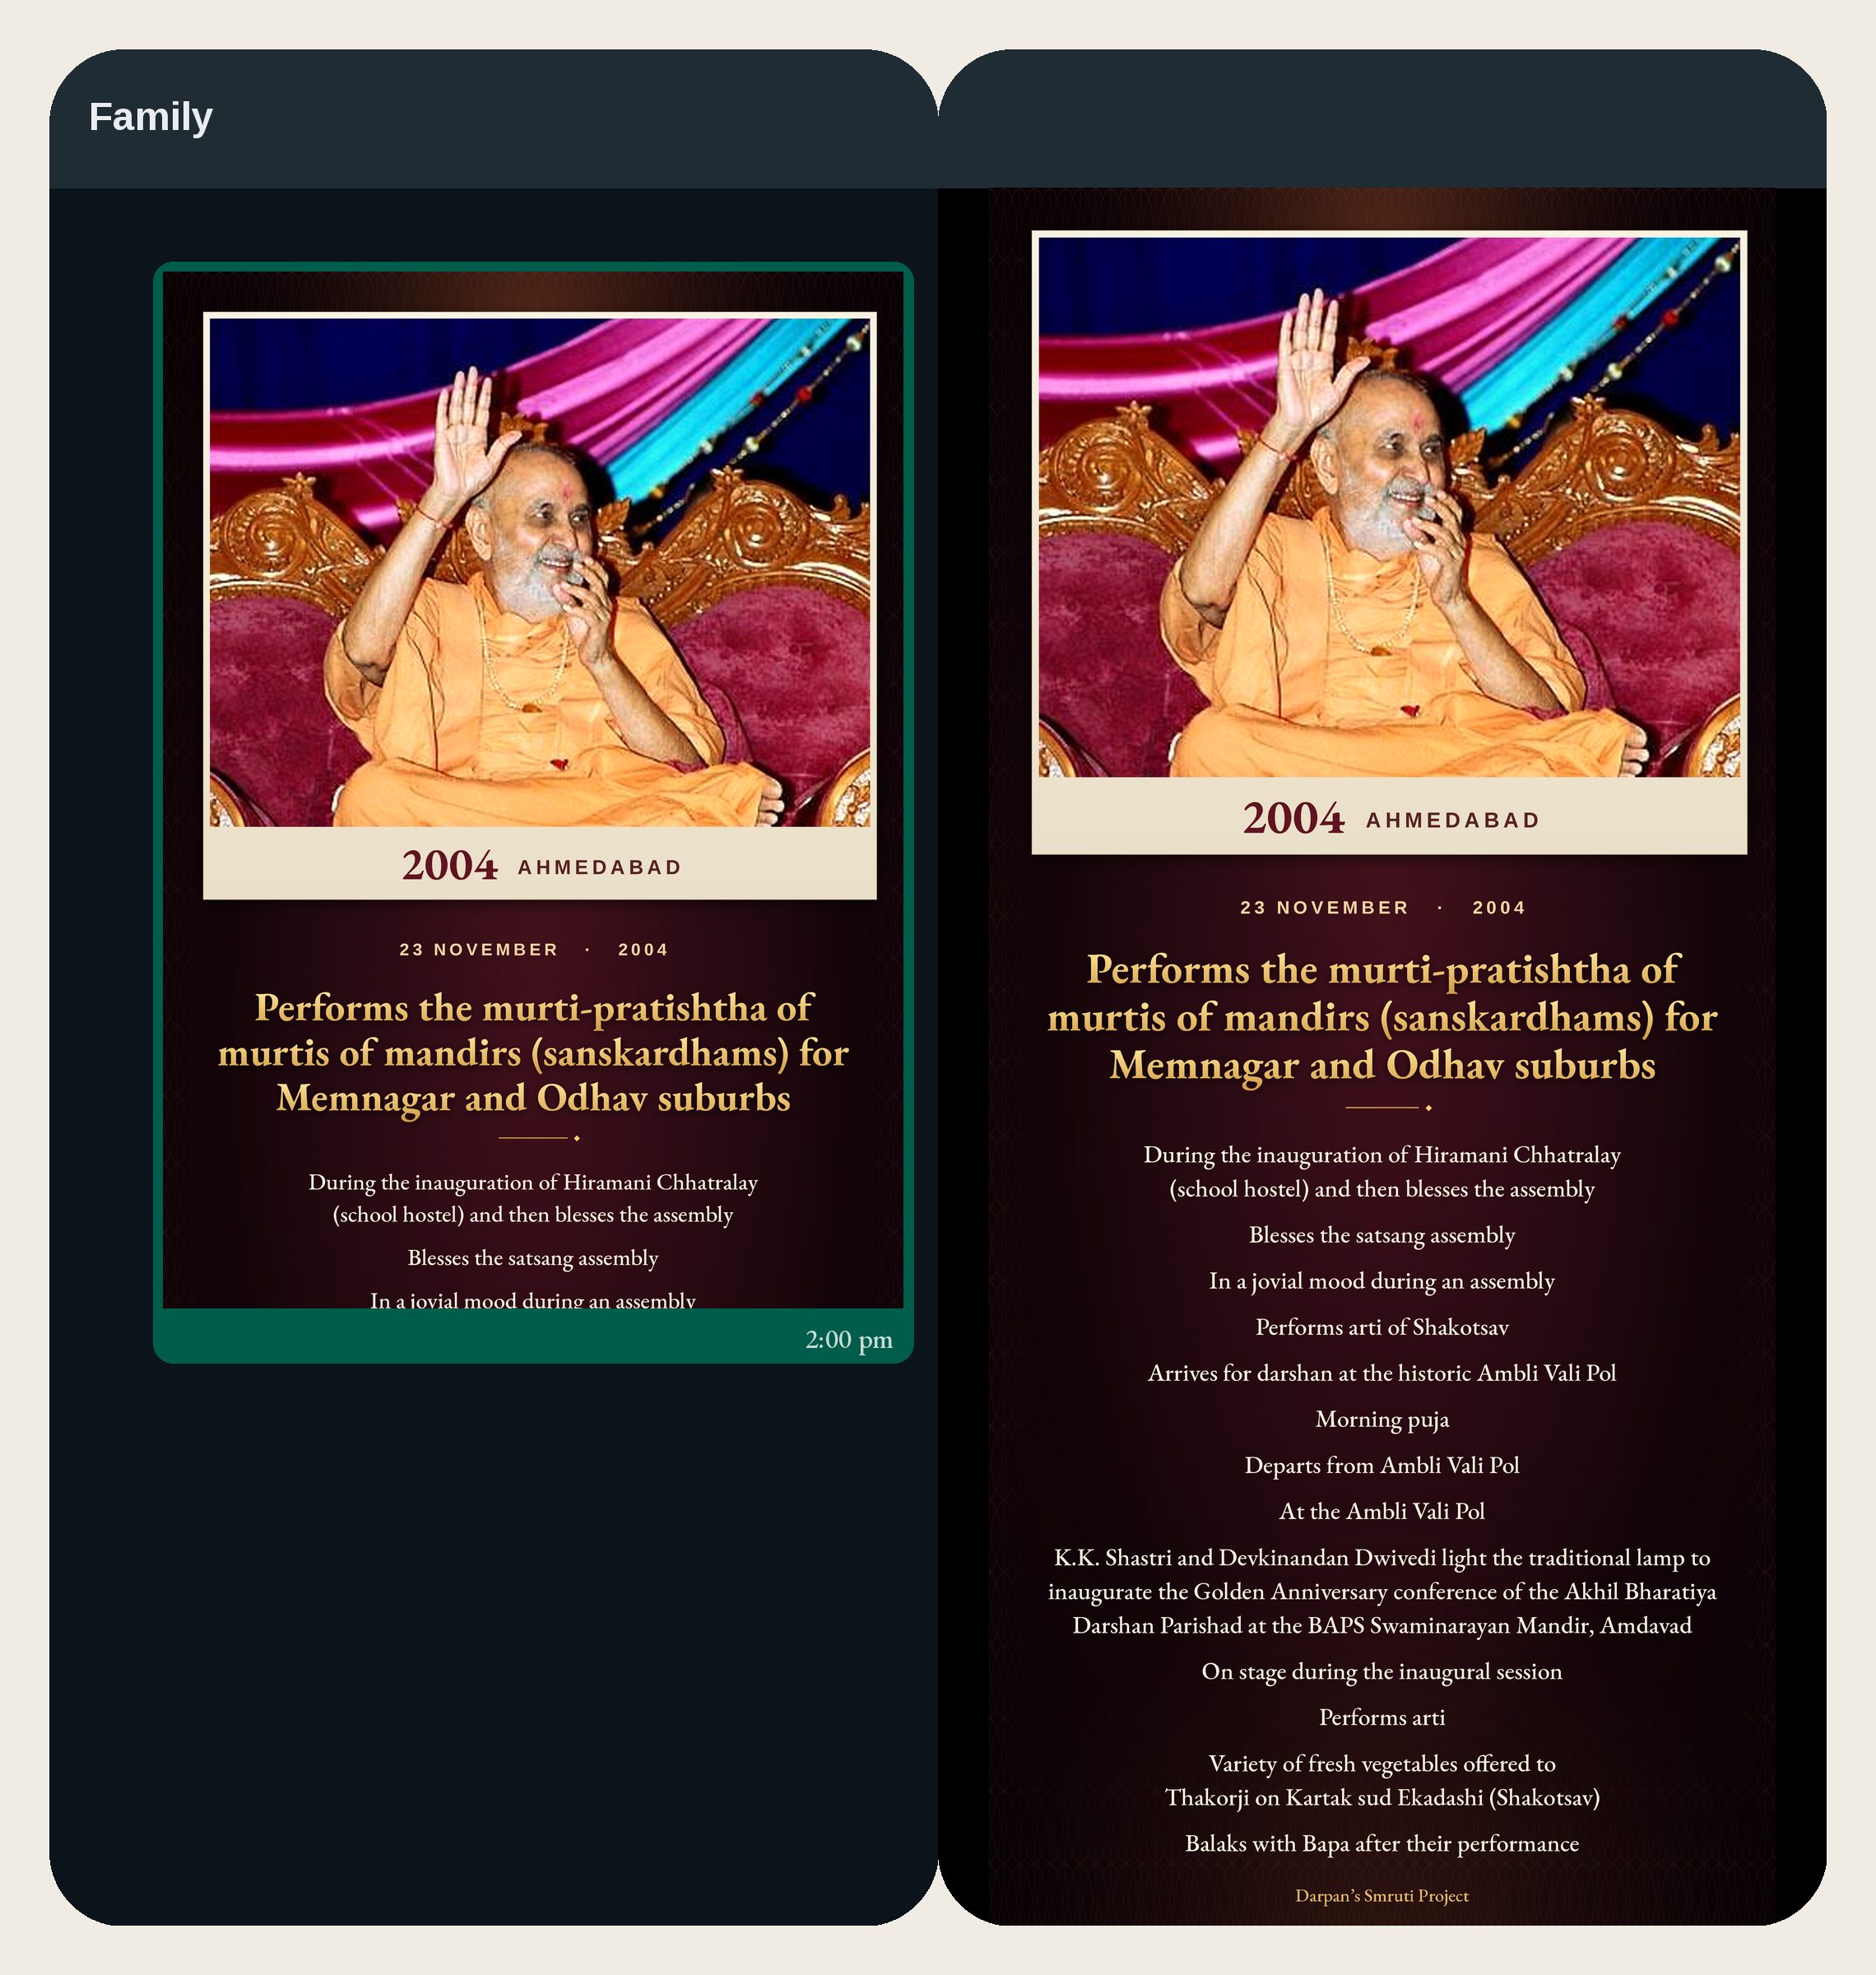 Family
2004 AHMEDABAD
23 NOVEMBER · 2004
Performs the murti-pratishtha of
murtis of mandirs (sanskardhams) for
Memnagar and Odhav suburbs
During the inauguration of Hiramani Chhatralay
(school hostel) and then blesses the assembly
Blesses the satsang assembly
In a jovial mood during an assembly
2:00 pm
2004 AHMEDABAD
23 NOVEMBER · 2004
Performs the murti-pratishtha of
murtis of mandirs (sanskardhams) for
Memnagar and Odhav suburbs
During the inauguration of Hiramani Chhatralay
(school hostel) and then blesses the assembly
Blesses the satsang assembly
In a jovial mood during an assembly
Performs arti of Shakotsav
Arrives for darshan at the historic Ambli Vali Pol
Morning puja
Departs from Ambli Vali Pol
At the Ambli Vali Pol
K.K. Shastri and Devkinandan Dwivedi light the traditional lamp to
inaugurate the Golden Anniversary conference of the Akhil Bharatiya
Darshan Parishad at the BAPS Swaminarayan Mandir, Amdavad
On stage during the inaugural session
Performs arti
Variety of fresh vegetables offered to
Thakorji on Kartak sud Ekadashi (Shakotsav)
Balaks with Bapa after their performance
Darpan’s Smruti Project